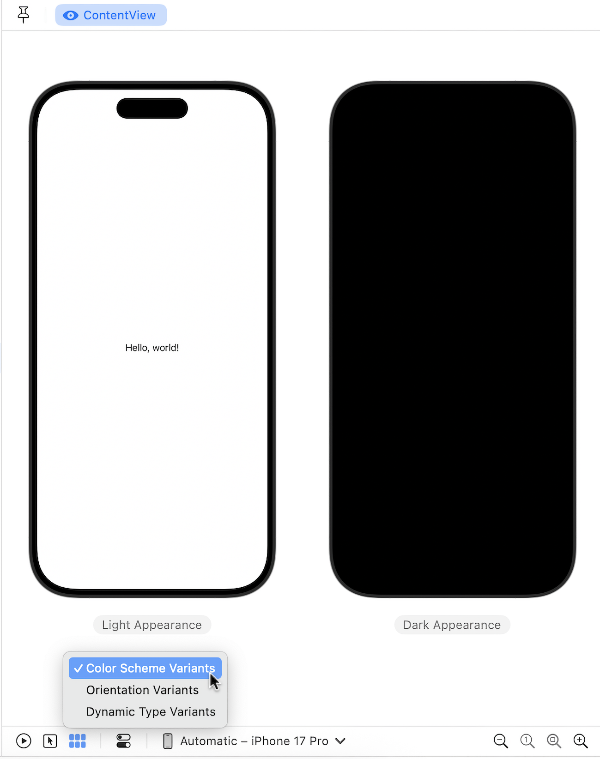 ContentView
Hello, world!
Light Appearance
Dark Appearance
✓ Color Scheme Variants
Orientation Variants
Dynamic Type Variants
Automatic – iPhone 17 Pro
1